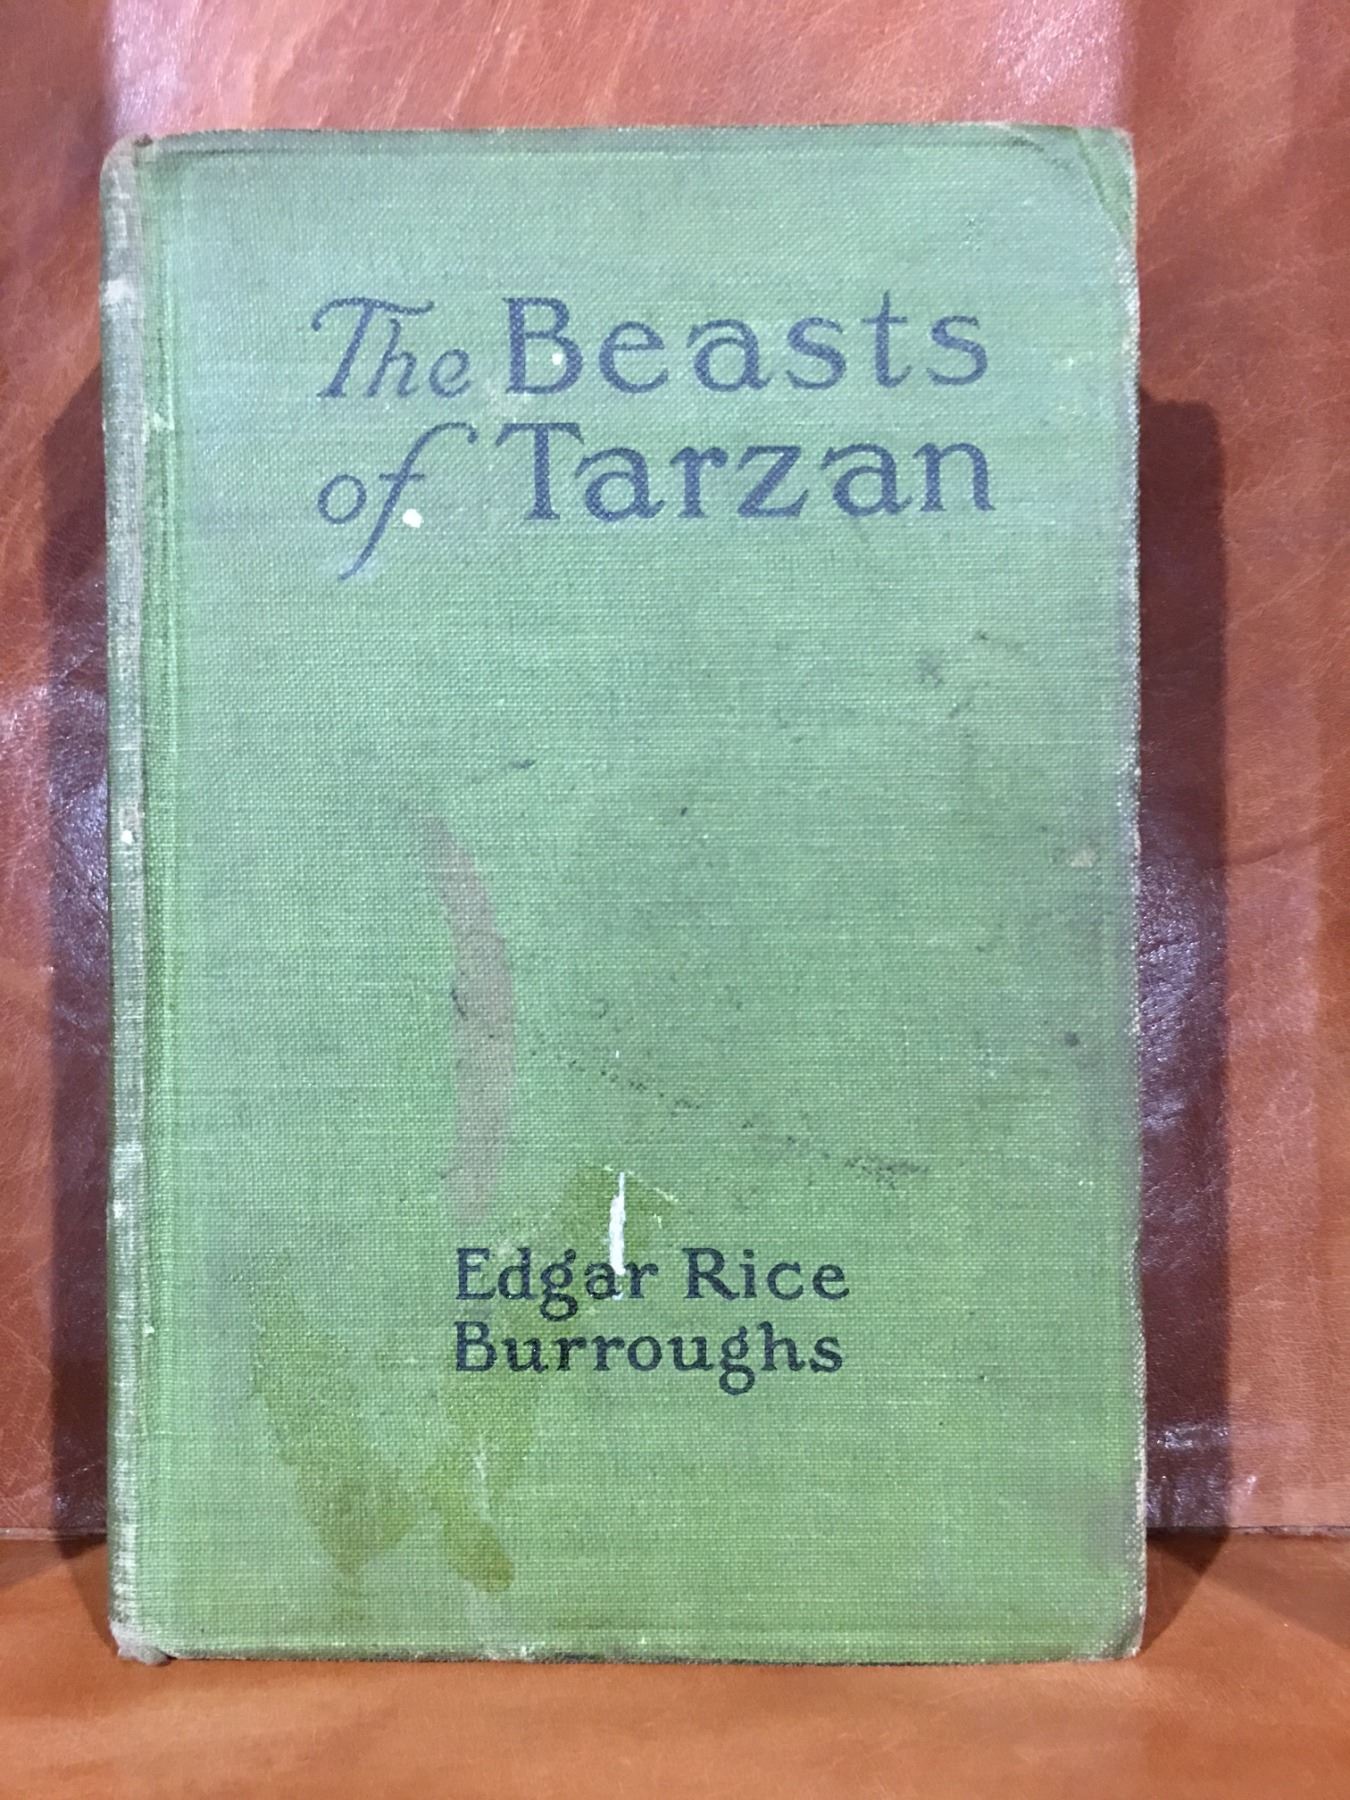 The Beasts
of Tarzan
Edgar Rice
Burroughs